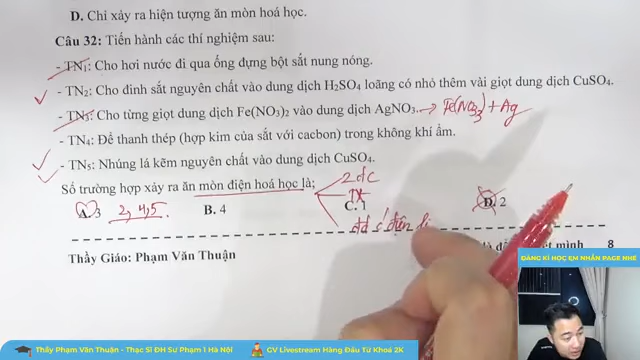 D. Chỉ xảy ra hiện tượng ăn mòn hoá học.
Câu 32: Tiến hành các thí nghiệm sau:
- TN₁: Cho hơi nước đi qua ống đựng bột sắt nung nóng.
- TN₂: Cho đinh sắt nguyên chất vào dung dịch H₂SO₄ loãng có nhỏ thêm vài giọt dung dịch CuSO₄.
- TN₃: Cho từng giọt dung dịch Fe(NO₃)₂ vào dung dịch AgNO₃. → Fe(NO₃)₃ + Ag
- TN₄: Để thanh thép (hợp kim của sắt với cacbon) trong không khí ẩm.
- TN₅: Nhúng lá kẽm nguyên chất vào dung dịch CuSO₄.
Số trường hợp xảy ra ăn mòn điện hoá học là:
2 đ/c
TX
dd c' điện li
A. 3 2, 4, 5. B. 4 C. 1 D. 2
Thầy Giáo: Phạm Văn Thuận
mình 8
ĐĂNG KÍ HỌC EM NHẮN PAGE NHÉ
Thầy Phạm Văn Thuận - Thạc Sĩ ĐH Sư Phạm 1 Hà Nội
GV Livestream Hàng Đầu Từ Khoá 2K